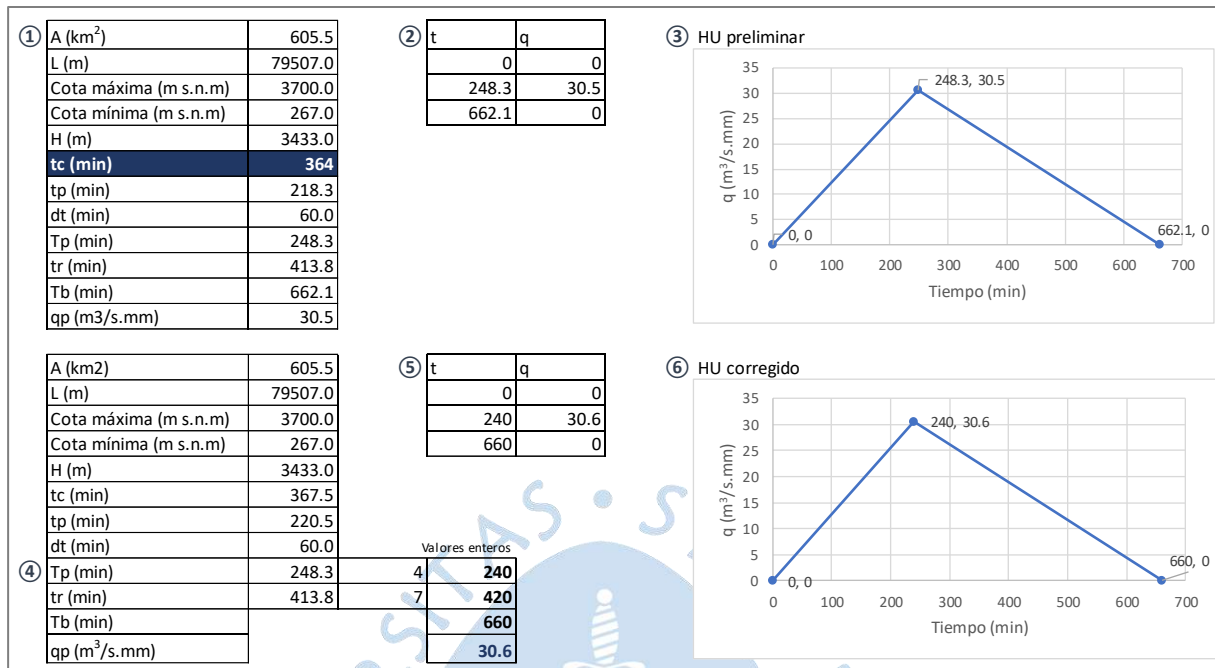 ① A (km²) 605.5
L (m) 79507.0
Cota máxima (m s.n.m) 3700.0
Cota mínima (m s.n.m) 267.0
H (m) 3433.0
tc (min) 364
tp (min) 218.3
dt (min) 60.0
Tp (min) 248.3
tr (min) 413.8
Tb (min) 662.1
qp (m3/s.mm) 30.5
② t q
0 0
248.3 30.5
662.1 0
③ HU preliminar
35
30
25
20
15
10
5
0
q (m³/s.mm)
248.3, 30.5
0, 0
662.1, 0
0 100 200 300 400 500 600 700
Tiempo (min)
A (km2) 605.5
L (m) 79507.0
Cota máxima (m s.n.m) 3700.0
Cota mínima (m s.n.m) 267.0
H (m) 3433.0
tc (min) 367.5
tp (min) 220.5
dt (min) 60.0
Valores enteros
④ Tp (min) 248.3 4 240
tr (min) 413.8 7 420
Tb (min) 660
qp (m³/s.mm) 30.6
⑤ t q
0 0
240 30.6
660 0
⑥ HU corregido
35
30
25
20
15
10
5
0
q (m³/s.mm)
240, 30.6
0, 0
660, 0
0 100 200 300 400 500 600 700
Tiempo (min)